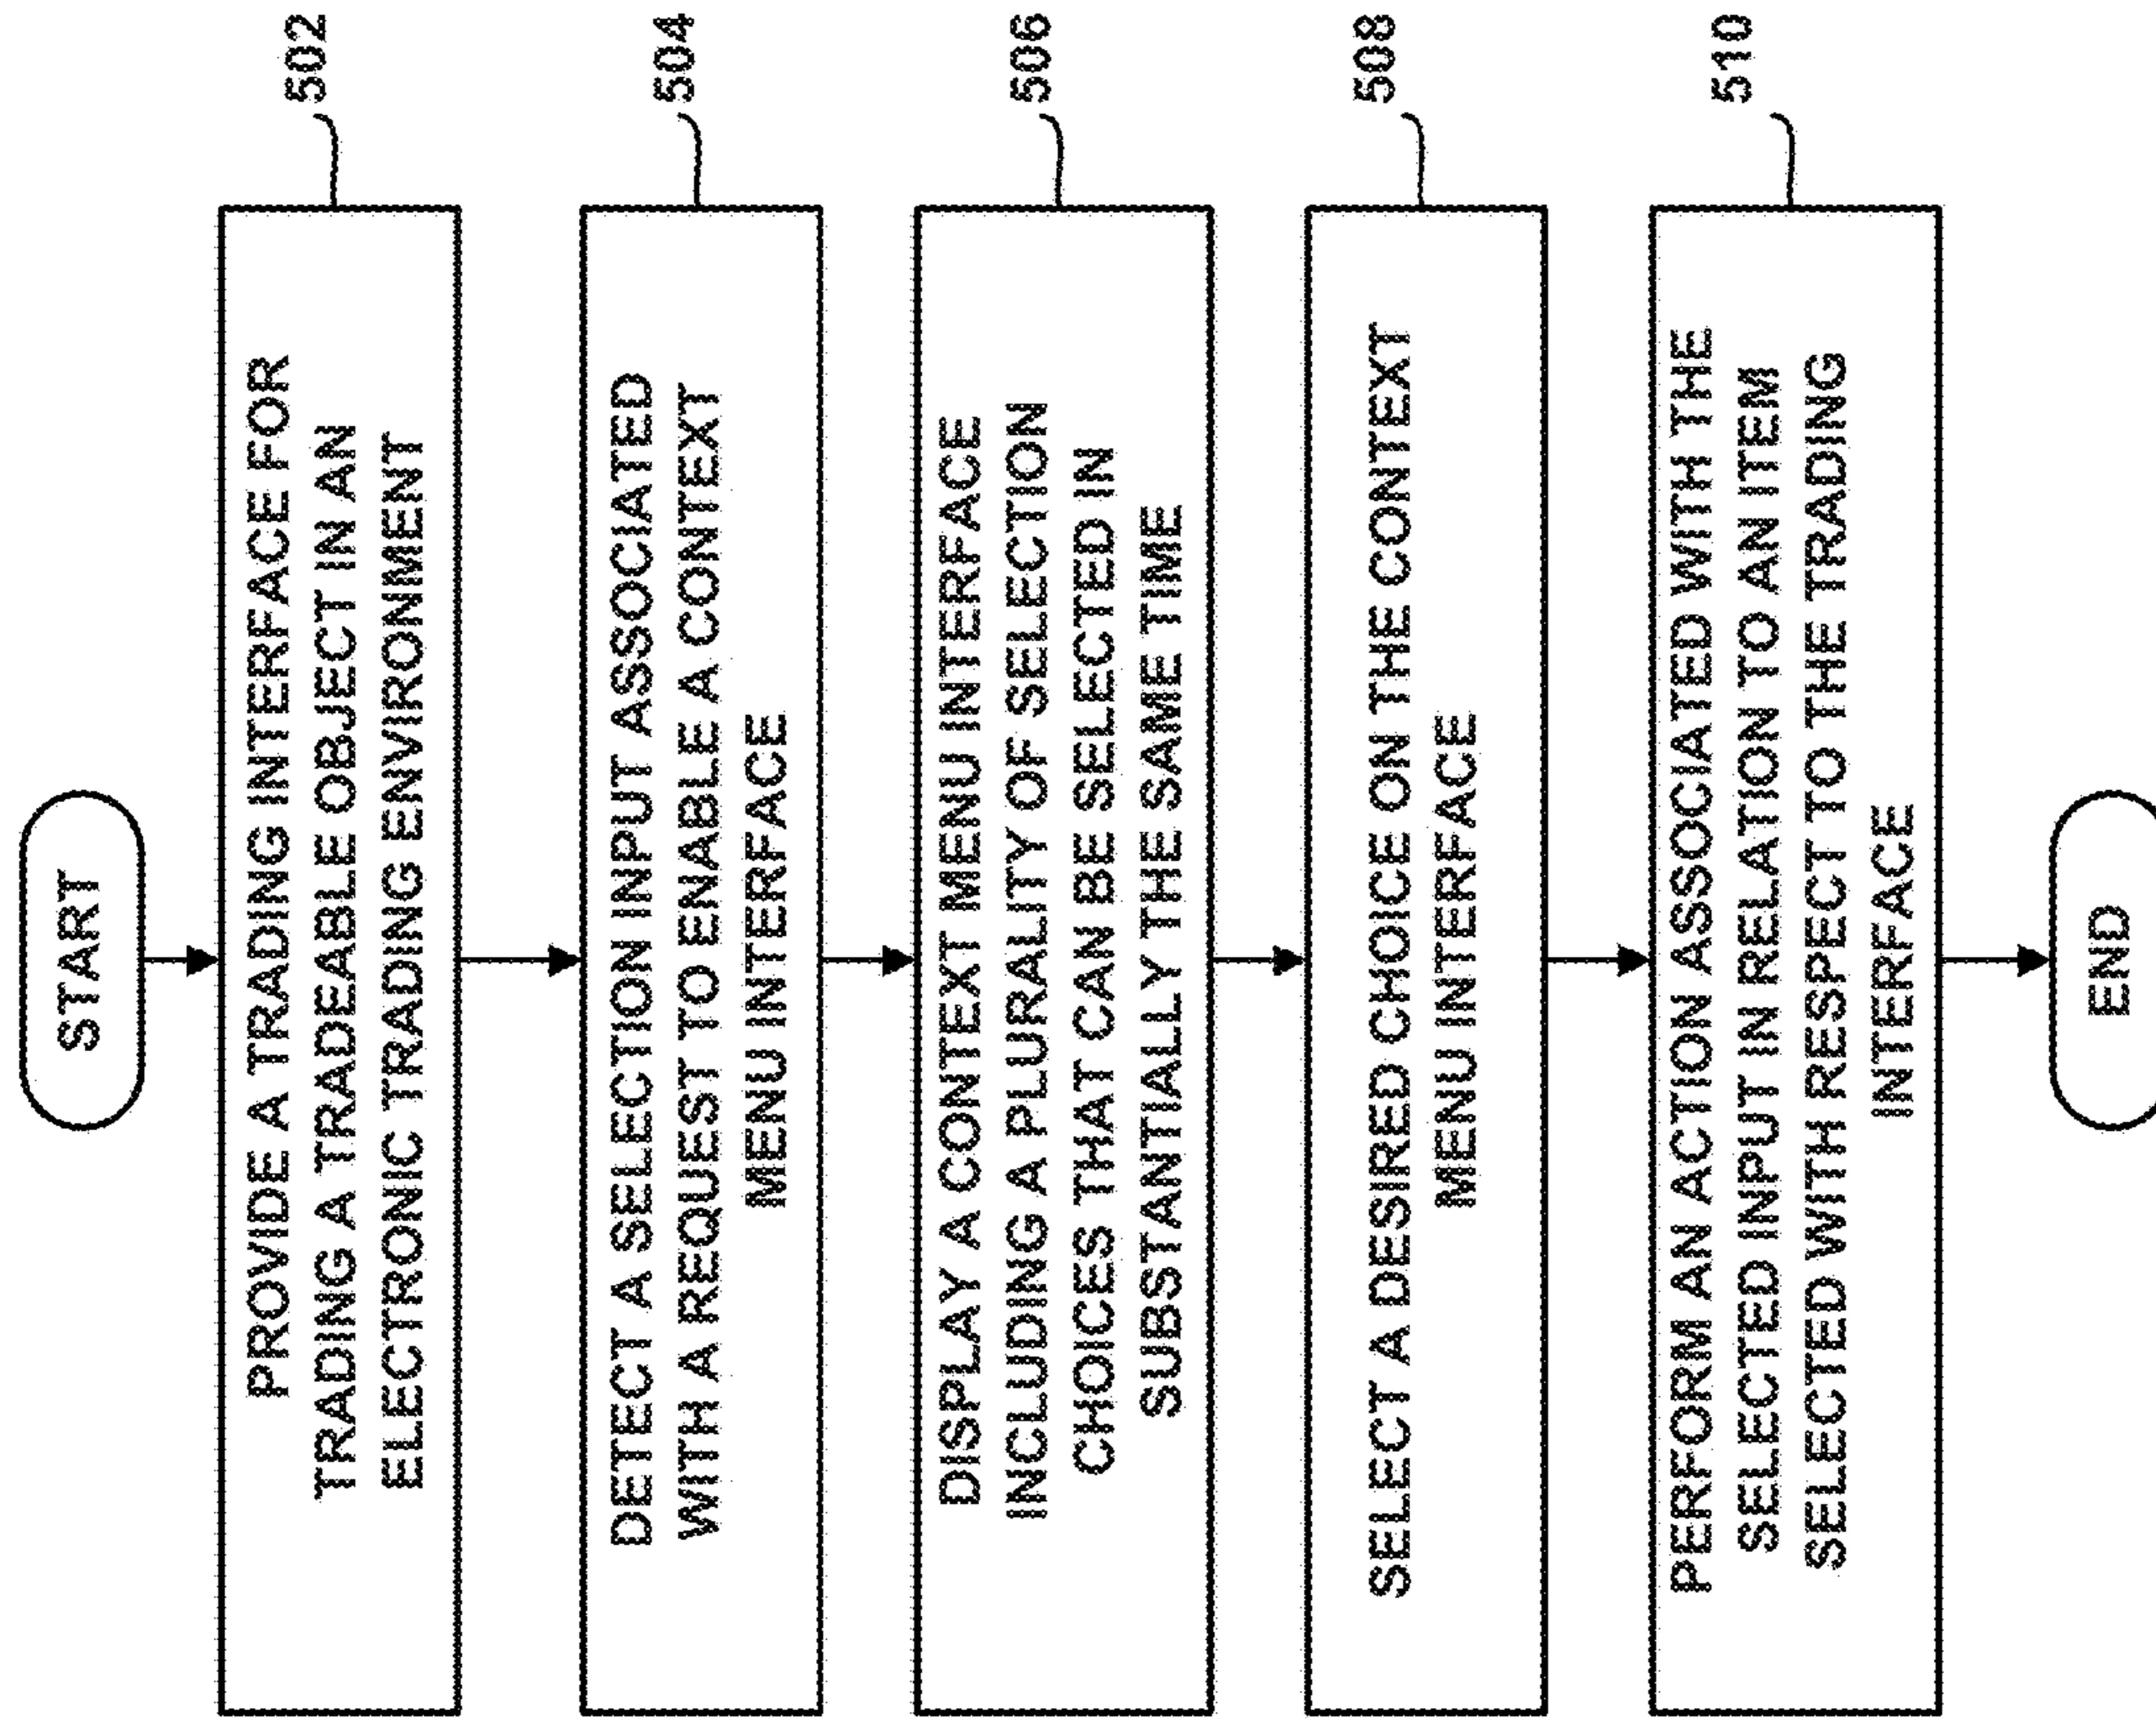 START
PROVIDE A TRADING INTERFACE FOR
TRADING A TRADEABLE OBJECT IN AN
ELECTRONIC TRADING ENVIRONMENT
502
DETECT A SELECTION INPUT ASSOCIATED
WITH A REQUEST TO ENABLE A CONTEXT
MENU INTERFACE
504
DISPLAY A CONTEXT MENU INTERFACE
INCLUDING A PLURALITY OF SELECTION
CHOICES THAT CAN BE SELECTED IN
SUBSTANTIALLY THE SAME TIME
506
SELECT A DESIRED CHOICE ON THE CONTEXT
MENU INTERFACE
508
PERFORM AN ACTION ASSOCIATED WITH THE
SELECTED INPUT IN RELATION TO AN ITEM
SELECTED WITH RESPECT TO THE TRADING
INTERFACE
510
END